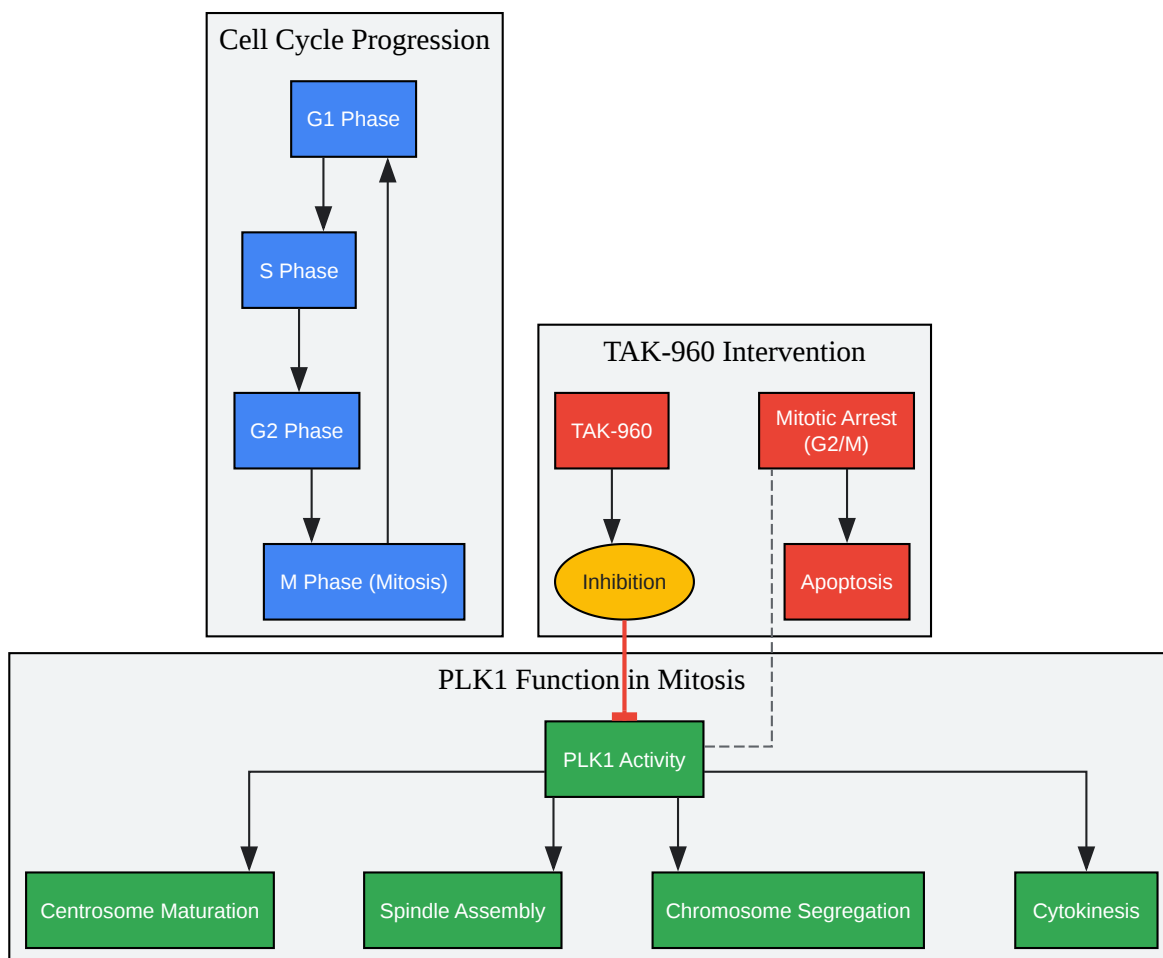 Cell Cycle Progression
G1 Phase
S Phase
G2 Phase
M Phase (Mitosis)
TAK-960 Intervention
TAK-960
Mitotic Arrest
(G2/M)
Inhibition
Apoptosis
PLK1 Function in Mitosis
PLK1 Activity
Centrosome Maturation
Spindle Assembly
Chromosome Segregation
Cytokinesis